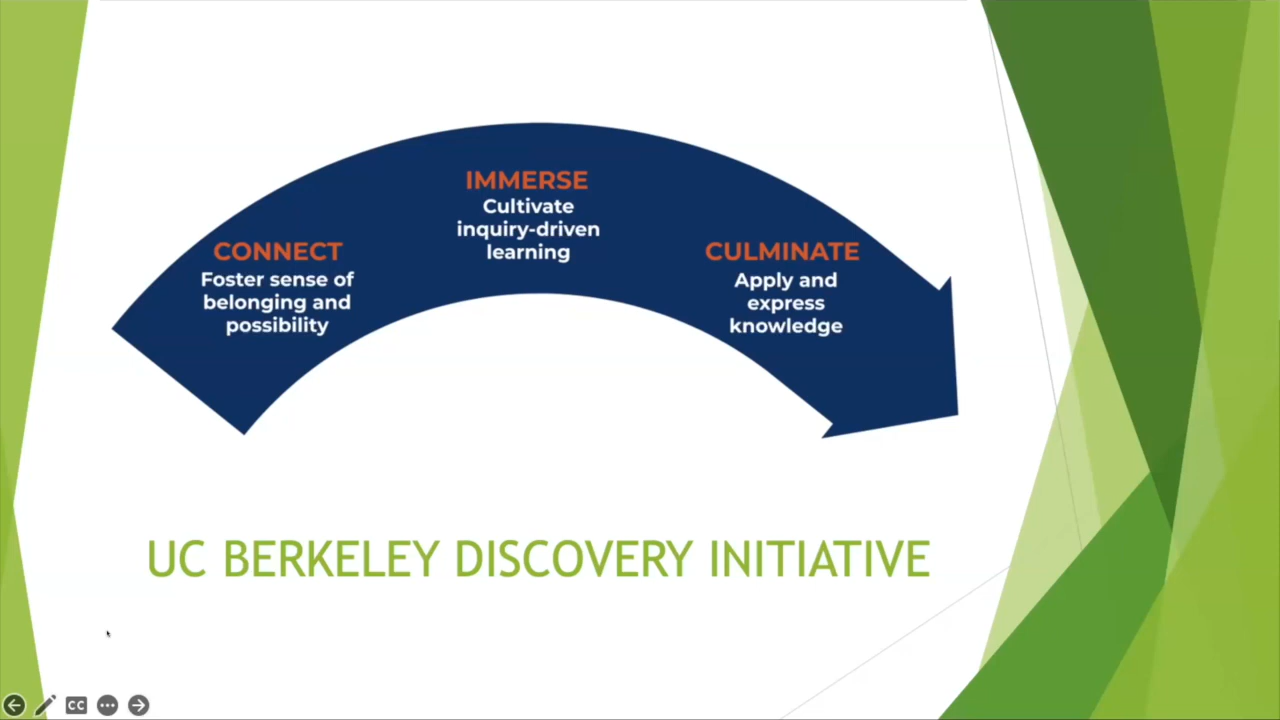 CONNECT
Foster sense of
belonging and
possibility
IMMERSE
Cultivate
inquiry-driven
learning
CULMINATE
Apply and
express
knowledge
UC BERKELEY DISCOVERY INITIATIVE
CC